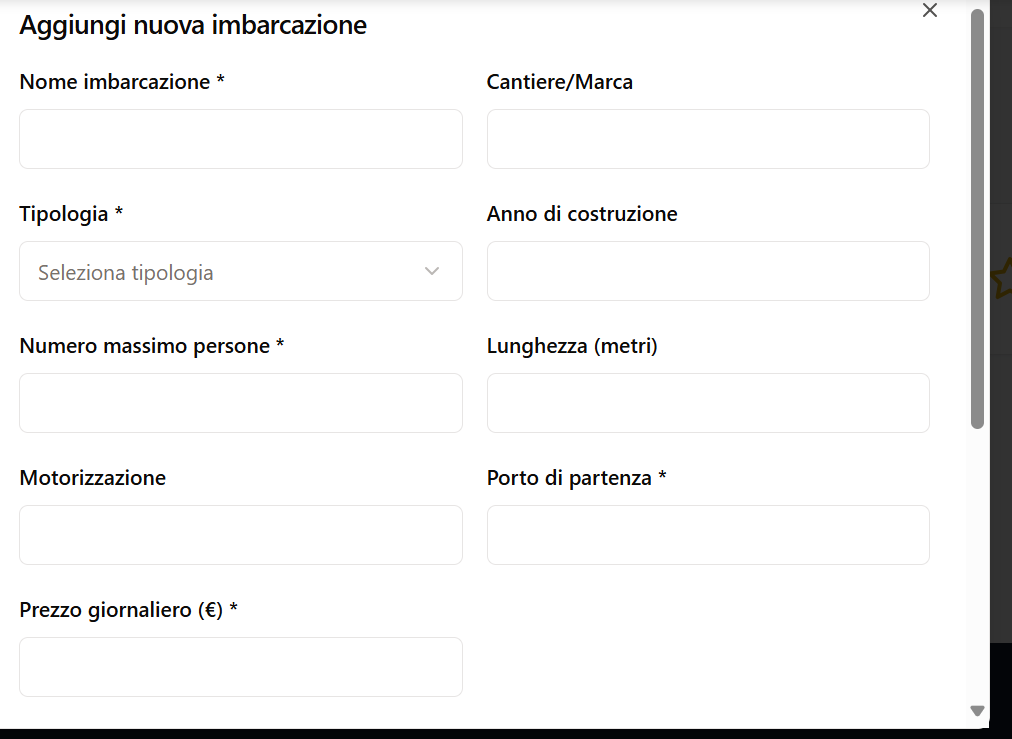 Aggiungi nuova imbarcazione
Nome imbarcazione *
Cantiere/Marca
Tipologia *
Anno di costruzione
Seleziona tipologia
Numero massimo persone *
Lunghezza (metri)
Motorizzazione
Porto di partenza *
Prezzo giornaliero (€) *